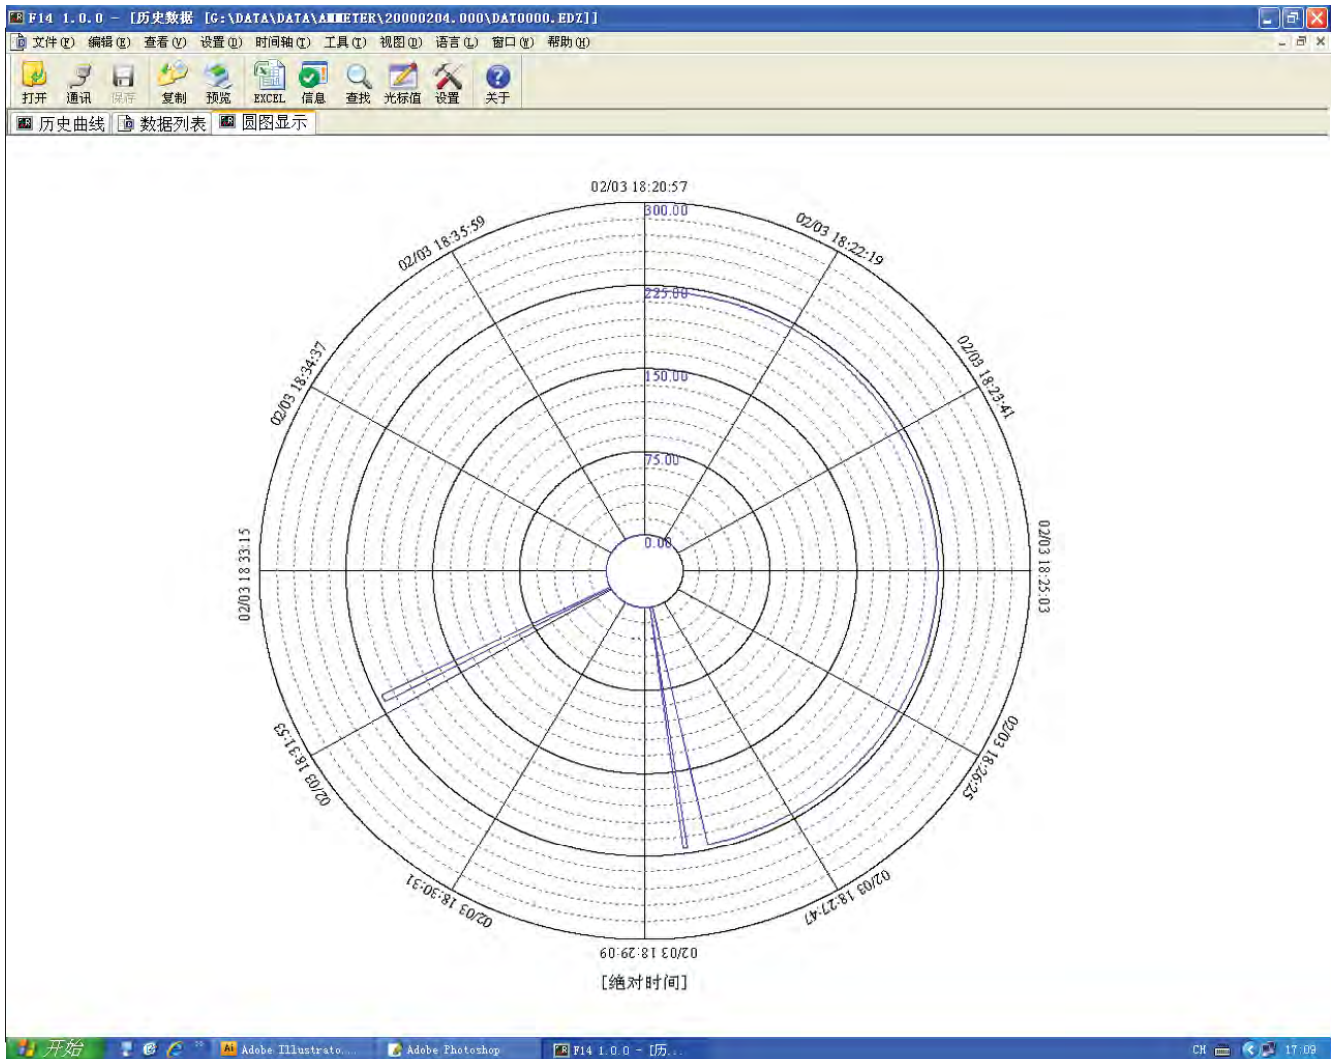 F14 1.0.0 - [历史数据 [G:\DATA\DATA\AMMETER\20000204.000\DAT0000.EDZ]]
文件(F) 编辑(E) 查看(V) 设置(D) 时间轴(T) 工具(I) 视图(D) 语言(L) 窗口(W) 帮助(H)
打开 通讯 保存 复制 预览 EXCEL 信息 查找 光标值 设置 关于
历史曲线 数据列表 圆图显示
02/03 18:20:57
300.00
02/03 18:35:59
02/03 18:22:19
225.00
02/03 18:34:37
02/03 18:23:41
150.00
75.00
0.00
02/03 18:33:15
02/03 18:25:03
02/03 18:31:53
02/03 18:26:25
02/03 18:30:31
02/03 18:27:47
02/03 18:29:09
[绝对时间]
开始 Adobe Illustrato... Adobe Photoshop F14 1.0.0 - [历... CH 17:09